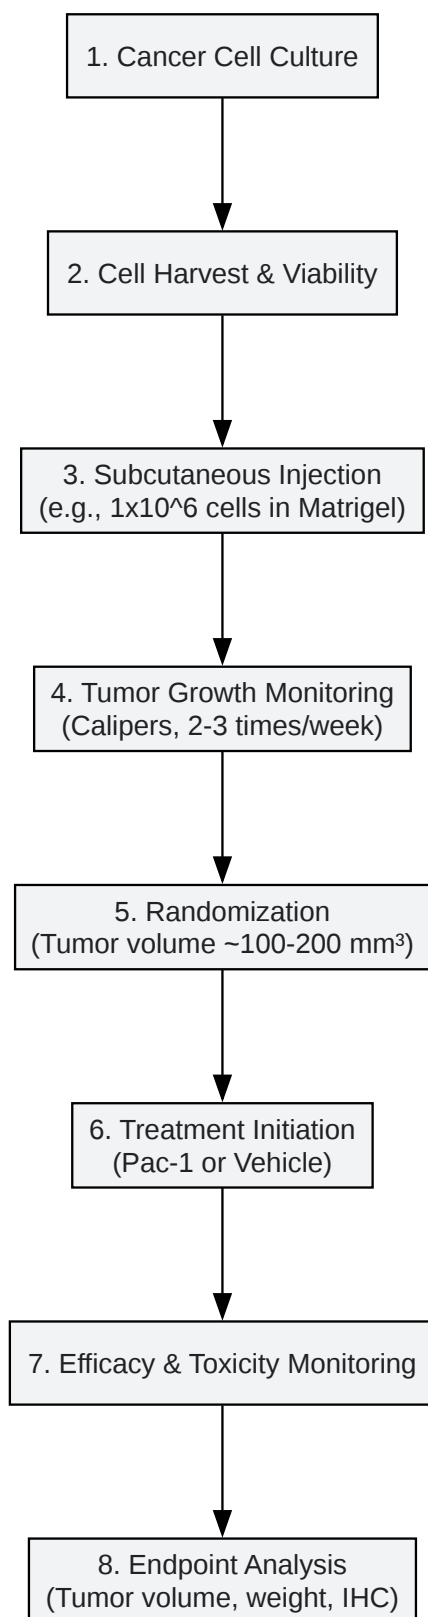 1. Cancer Cell Culture
2. Cell Harvest & Viability
3. Subcutaneous Injection
(e.g., 1x10^6 cells in Matrigel)
4. Tumor Growth Monitoring
(Calipers, 2-3 times/week)
5. Randomization
(Tumor volume ~100-200 mm³)
6. Treatment Initiation
(Pac-1 or Vehicle)
7. Efficacy & Toxicity Monitoring
8. Endpoint Analysis
(Tumor volume, weight, IHC)